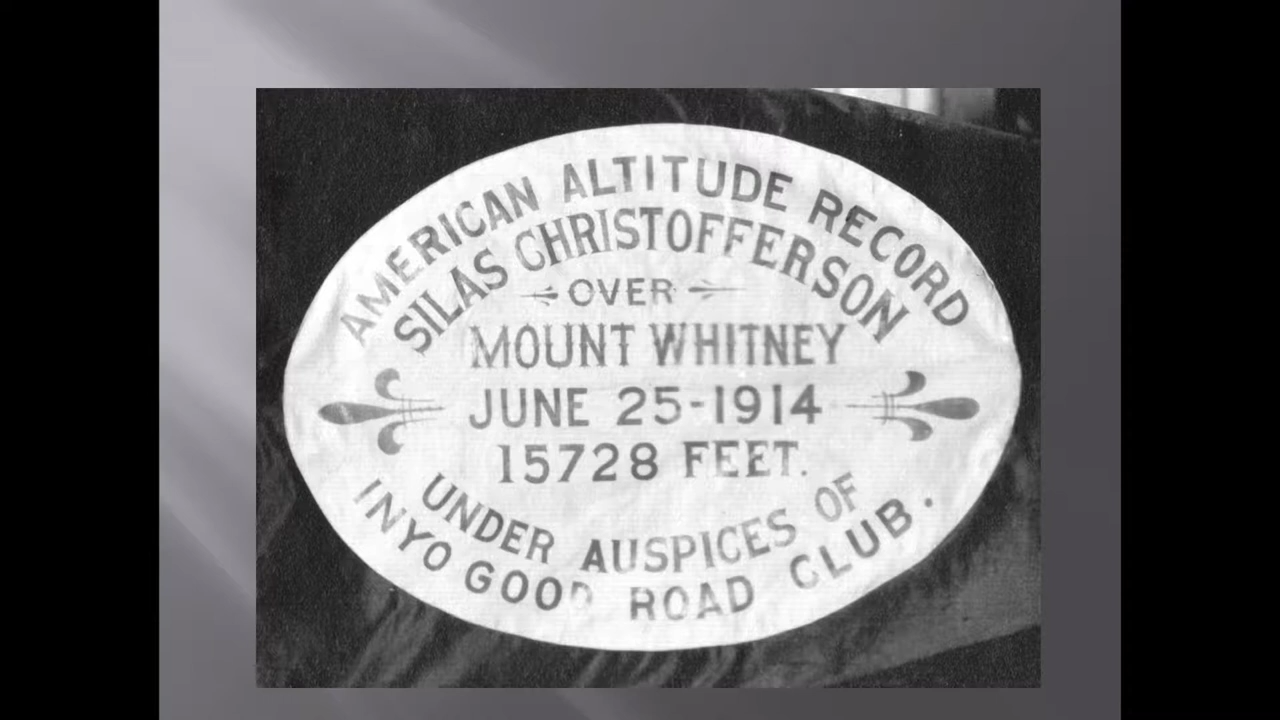 AMERICAN ALTITUDE RECORD
SILAS CHRISTOFFERSON
OVER
MOUNT WHITNEY
JUNE 25-1914
15728 FEET.
UNDER AUSPICES OF
INYO GOOD ROAD CLUB.